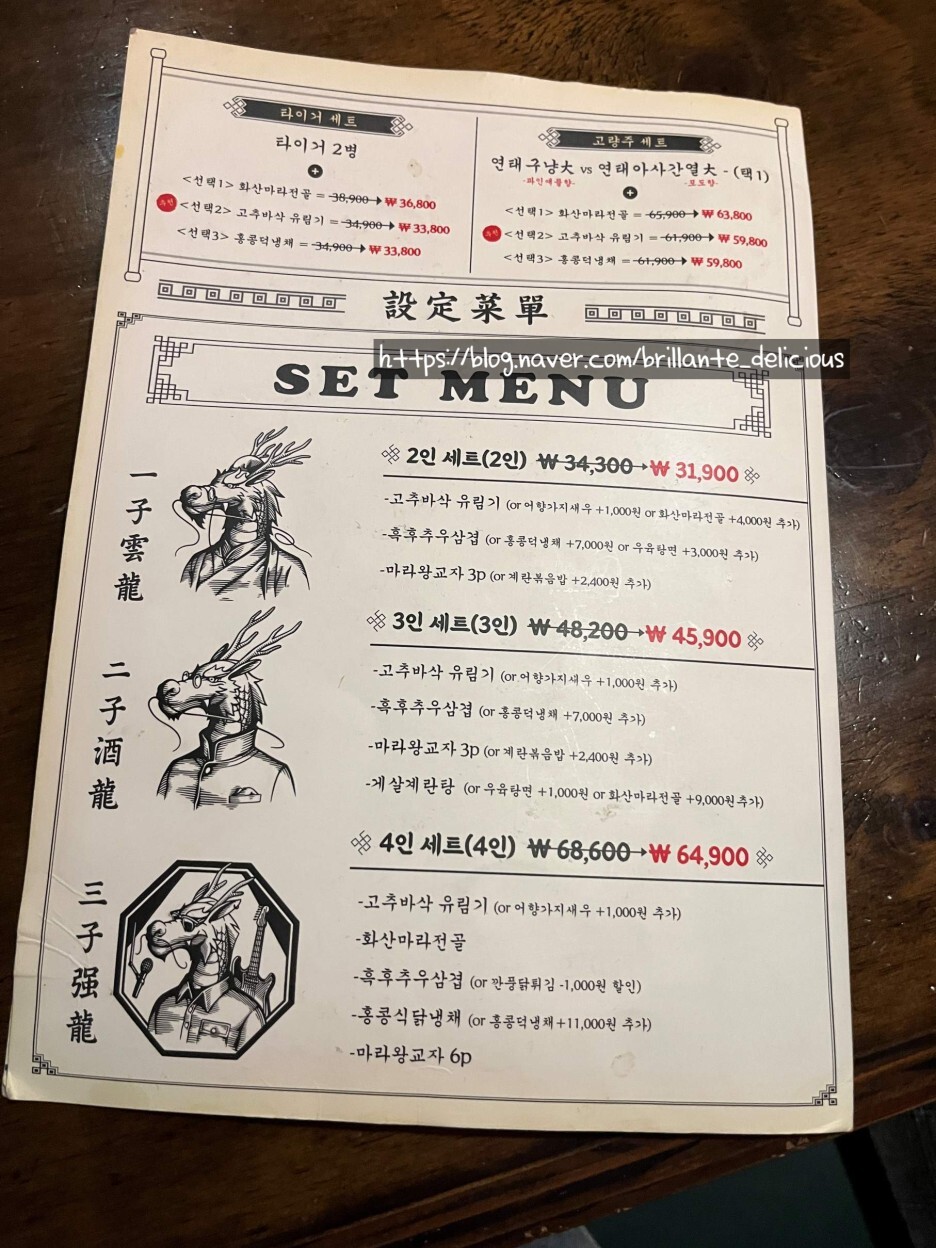 타이거 세트
타이거 2병
+
<선택1> 화산마라전골 = 38,900 → ₩ 36,800
추천 <선택2> 고추바삭 유림기 = 34,900 → ₩ 33,800
<선택3> 홍콩덕냉채 = 34,900 → ₩ 33,800
고량주 세트
연태구냥大 vs 연태아사간열大 - (택1)
-파인애플향- -포도향-
+
<선택1> 화산마라전골 = 65,900 → ₩ 63,800
추천 <선택2> 고추바삭 유림기 = 61,900 → ₩ 59,800
<선택3> 홍콩덕냉채 = 61,900 → ₩ 59,800
設定菜單
https://blog.naver.com/brillante_delicious
SET MENU
一子雲龍
2인 세트(2인) ₩ 34,300 → ₩ 31,900
-고추바삭 유림기 (or 어향가지새우 +1,000원 or 화산마라전골 +4,000원 추가)
-흑후추우삼겹 (or 홍콩덕냉채 +7,000원 or 우육탕면 +3,000원 추가)
-마라왕교자 3p (or 계란볶음밥 +2,400원 추가)
二子酒龍
3인 세트(3인) ₩ 48,200 → ₩ 45,900
-고추바삭 유림기 (or 어향가지새우 +1,000원 추가)
-흑후추우삼겹 (or 홍콩덕냉채 +7,000원 추가)
-마라왕교자 3p (or 계란볶음밥 +2,400원 추가)
-게살계란탕 (or 우육탕면 +1,000원 or 화산마라전골 +9,000원 추가)
三子强龍
4인 세트(4인) ₩ 68,600 → ₩ 64,900
-고추바삭 유림기 (or 어향가지새우 +1,000원 추가)
-화산마라전골
-흑후추우삼겹 (or 깐풍닭튀김 -1,000원 할인)
-홍콩식닭냉채 (or 홍콩덕냉채+11,000원 추가)
-마라왕교자 6p